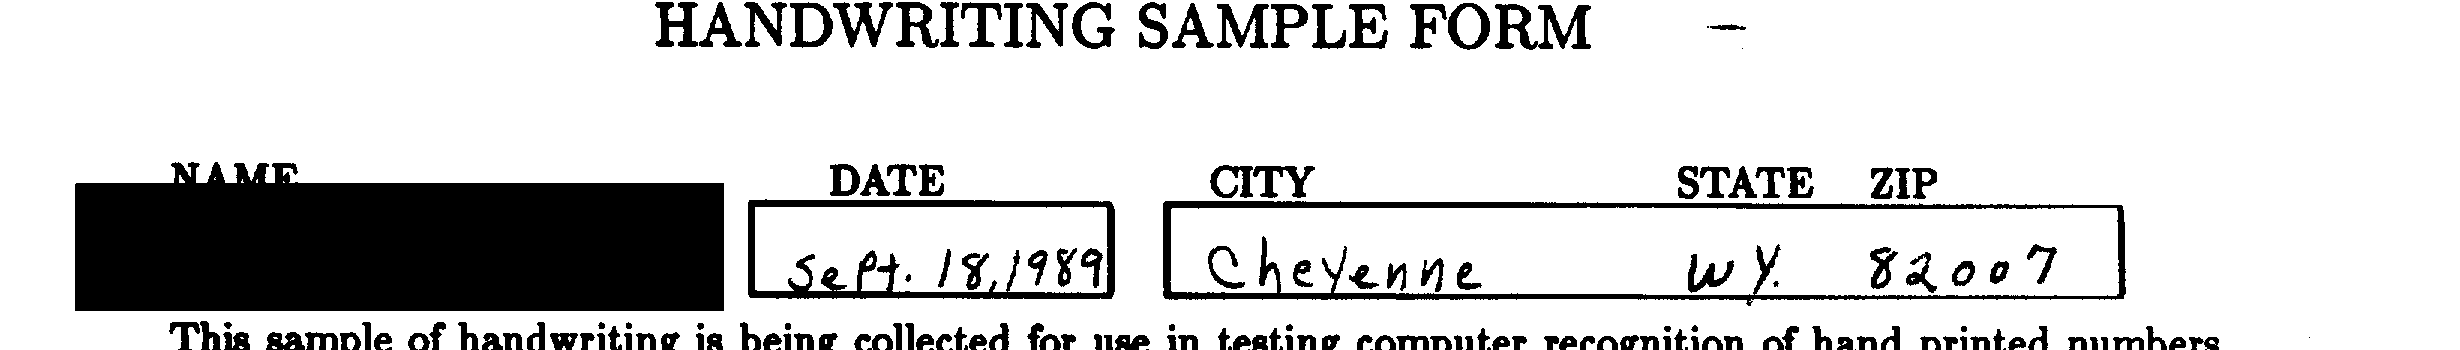 HANDWRITING SAMPLE FORM –
NAME DATE CITY STATE ZIP
Sept. 18, 1989 Cheyenne WY. 82007
This sample of handwriting is being collected for use in testing computer recognition of hand printed numbers